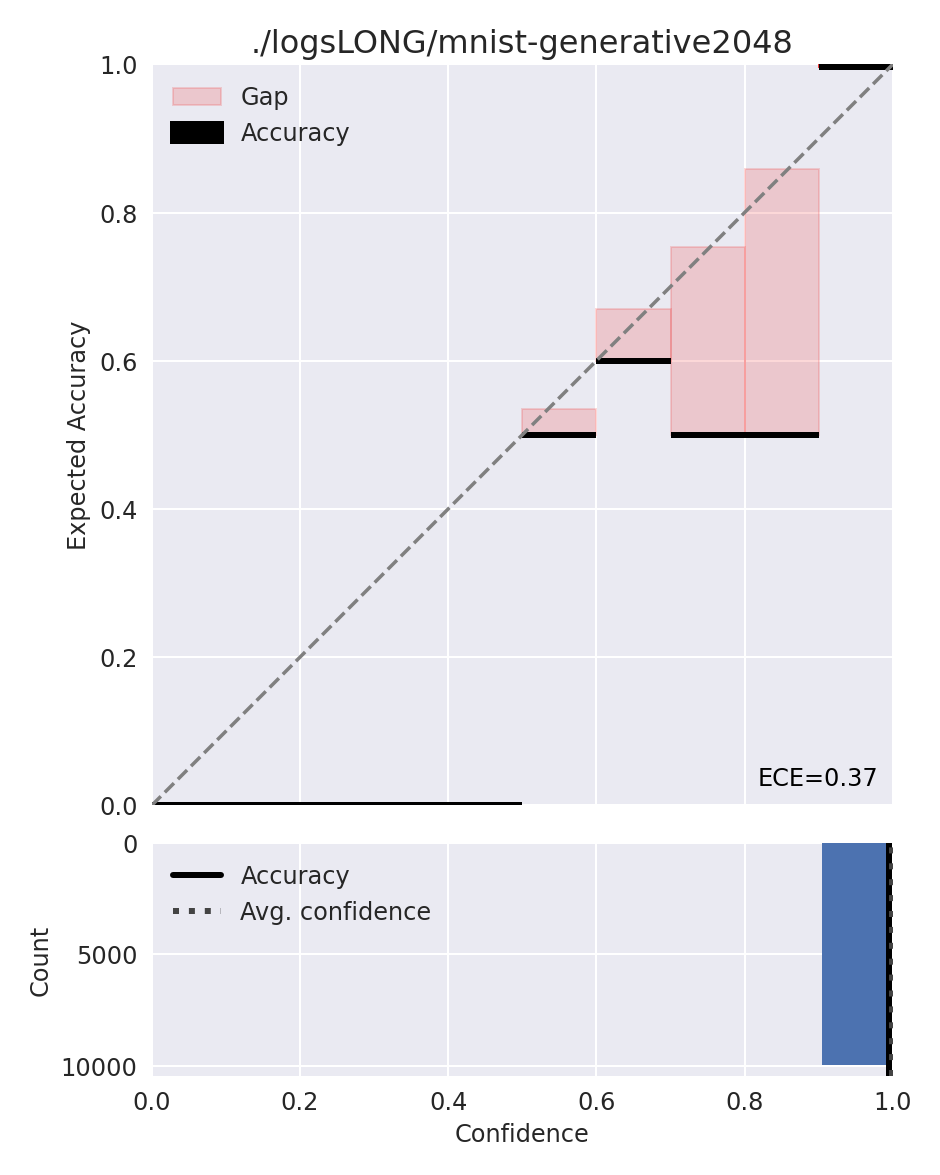 ./logsLONG/mnist-generative2048
1.0
0.8
0.6
0.4
0.2
0.0
Expected Accuracy
Gap
Accuracy
ECE=0.37
0
5000
10000
Count
Accuracy
Avg. confidence
0.0 0.2 0.4 0.6 0.8 1.0
Confidence